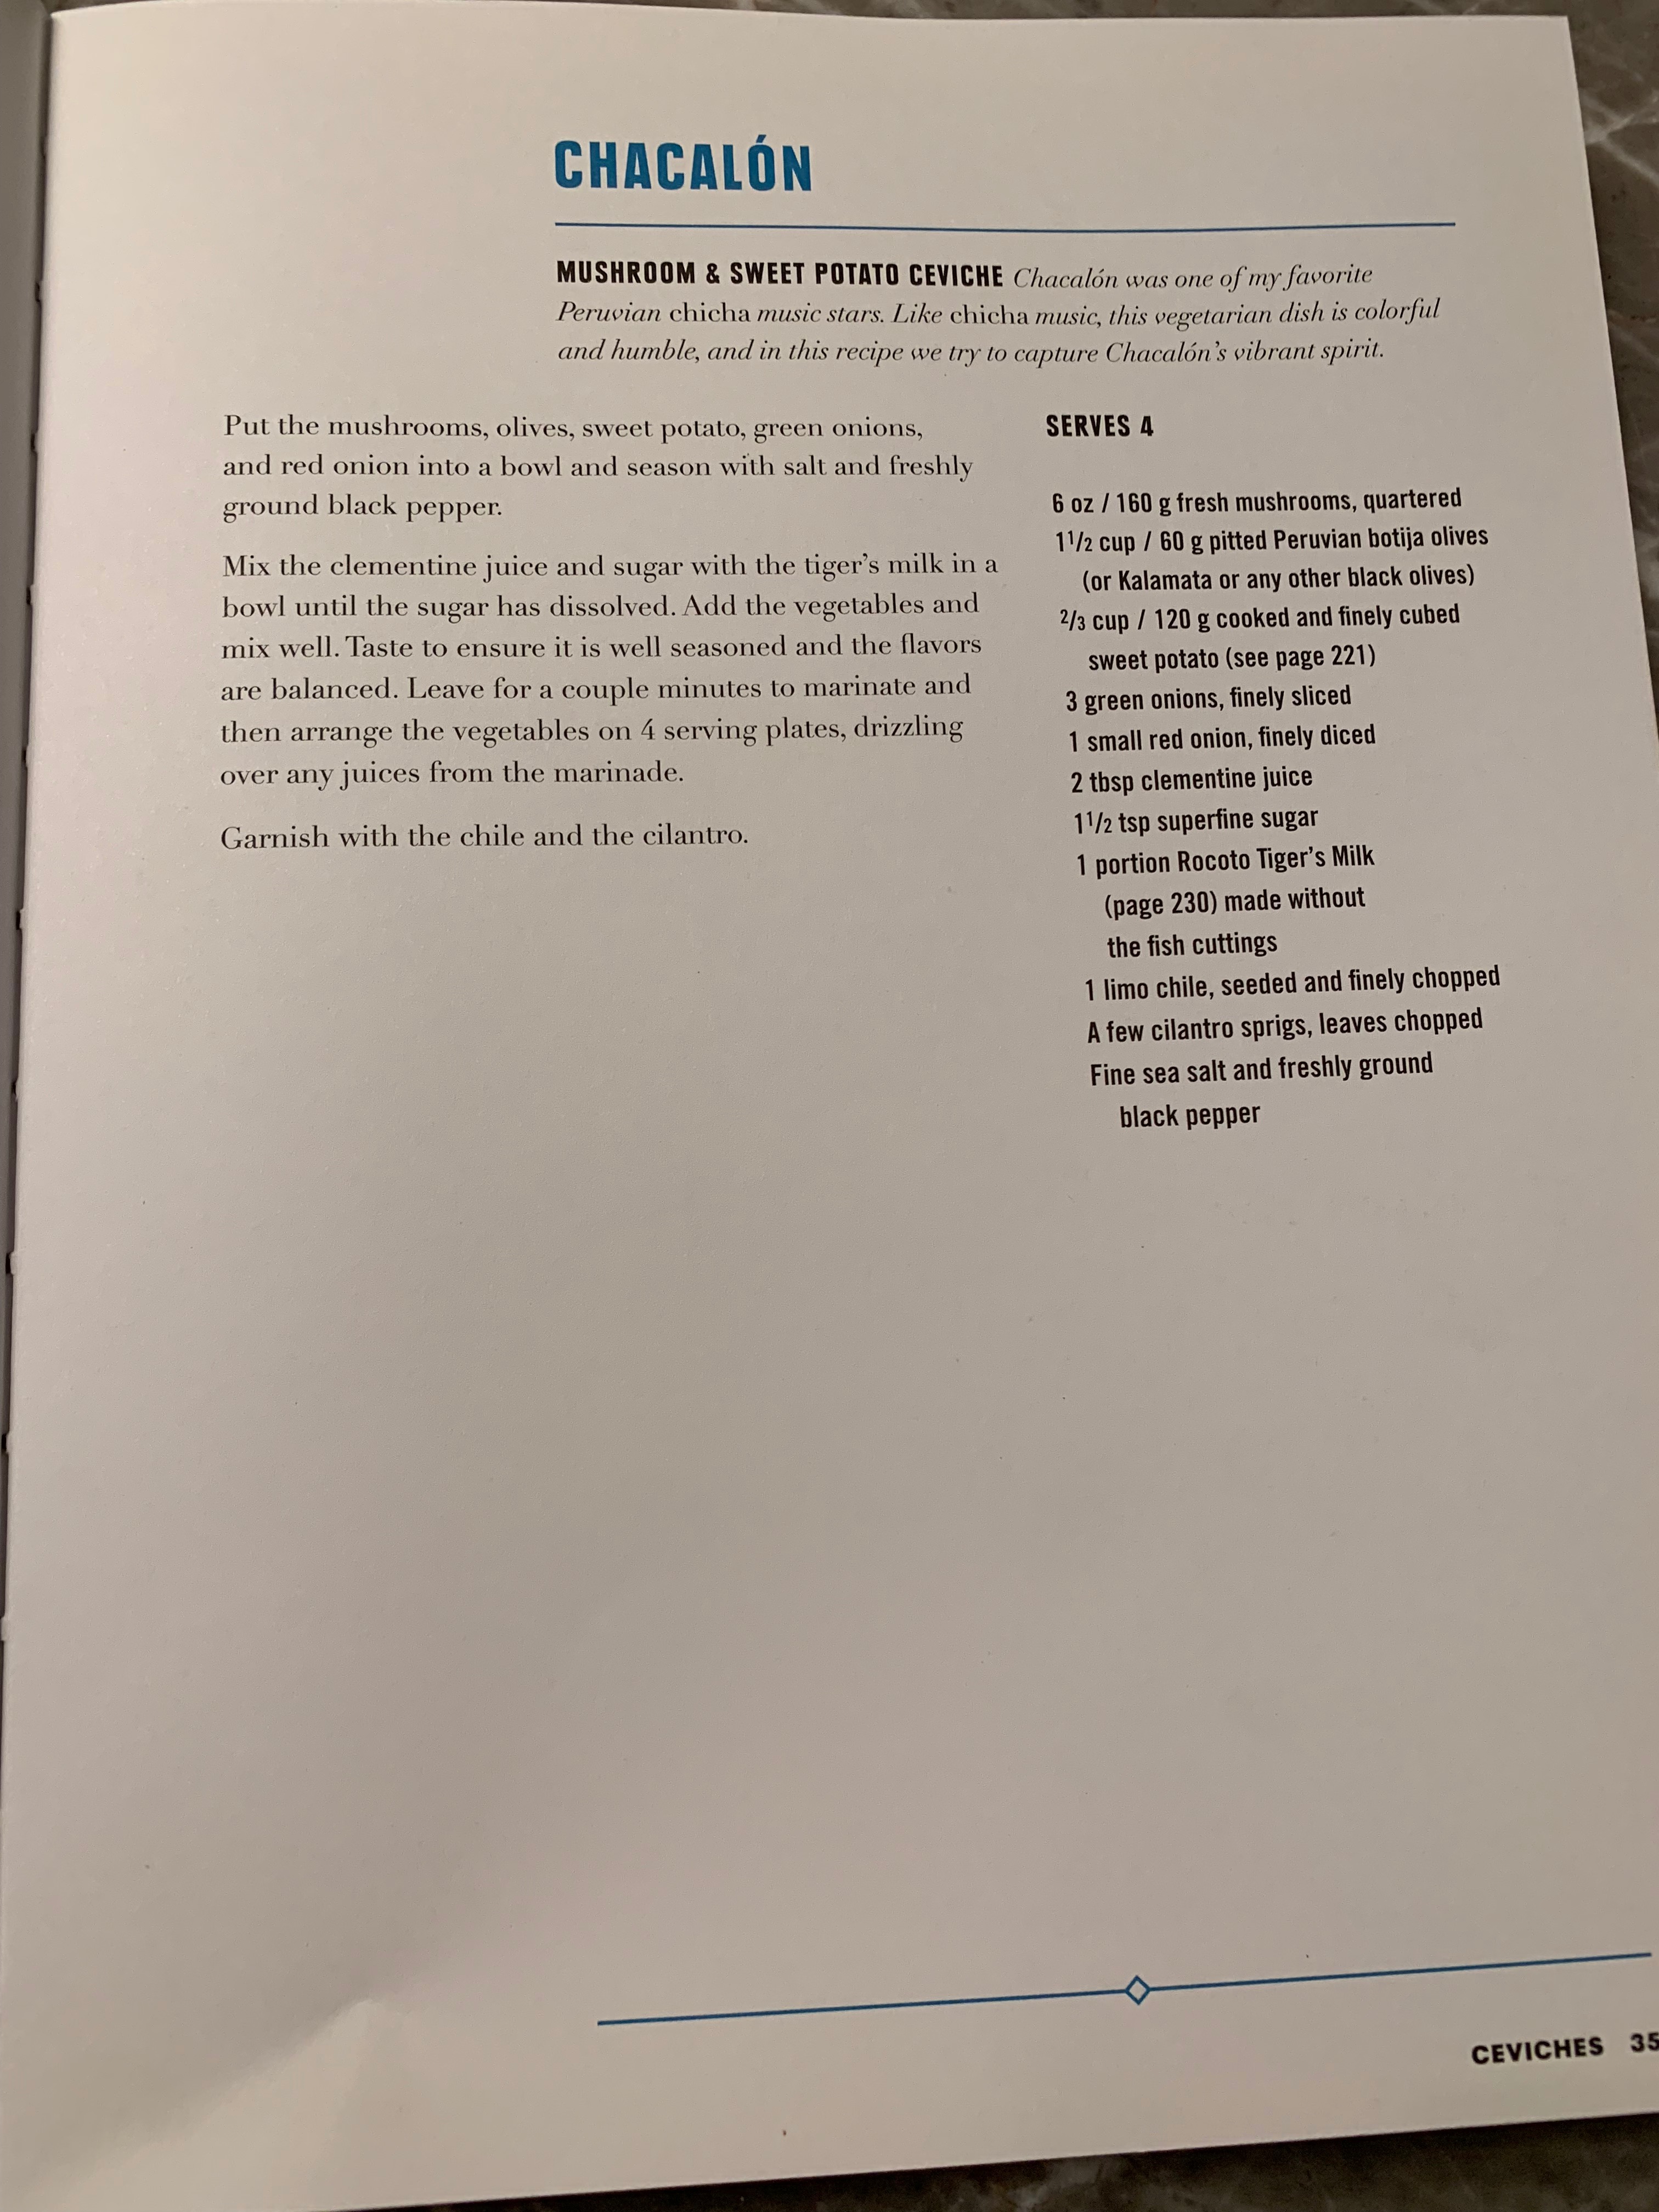 CHACALÓN
MUSHROOM & SWEET POTATO CEVICHE Chacalón was one of my favorite
Peruvian chicha music stars. Like chicha music, this vegetarian dish is colorful
and humble, and in this recipe we try to capture Chacalón's vibrant spirit.
Put the mushrooms, olives, sweet potato, green onions,
and red onion into a bowl and season with salt and freshly
ground black pepper.
Mix the clementine juice and sugar with the tiger's milk in a
bowl until the sugar has dissolved. Add the vegetables and
mix well. Taste to ensure it is well seasoned and the flavors
are balanced. Leave for a couple minutes to marinate and
then arrange the vegetables on 4 serving plates, drizzling
over any juices from the marinade.
Garnish with the chile and the cilantro.
SERVES 4
6 oz / 160 g fresh mushrooms, quartered
1 1/2 cup / 60 g pitted Peruvian botija olives
(or Kalamata or any other black olives)
2/3 cup / 120 g cooked and finely cubed
sweet potato (see page 221)
3 green onions, finely sliced
1 small red onion, finely diced
2 tbsp clementine juice
1 1/2 tsp superfine sugar
1 portion Rocoto Tiger's Milk
(page 230) made without
the fish cuttings
1 limo chile, seeded and finely chopped
A few cilantro sprigs, leaves chopped
Fine sea salt and freshly ground
black pepper
CEVICHES 35